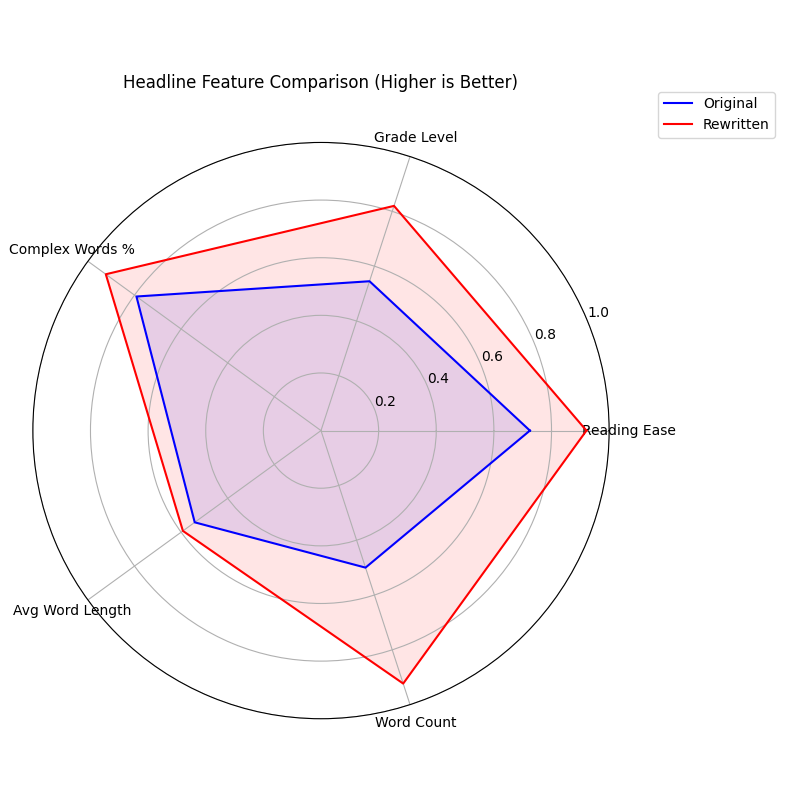 Headline Feature Comparison (Higher is Better)
Original
Rewritten
Grade Level
Complex Words %
1.0
0.8
0.6
0.4
0.2
Reading Ease
Avg Word Length
Word Count